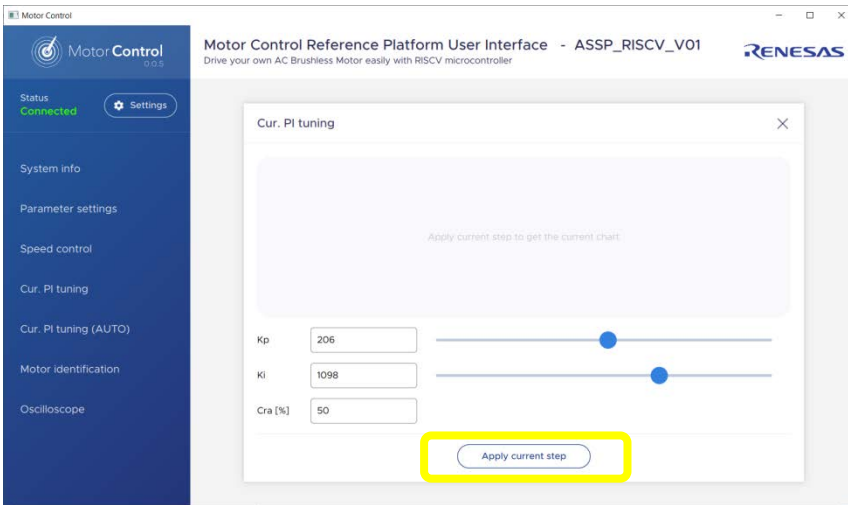 Motor Control
Motor Control
0.0.5
Motor Control Reference Platform User Interface - ASSP_RISCV_V01
Drive your own AC Brushless Motor easily with RISCV microcontroller
RENESAS
Status
Connected
Settings
System info
Parameter settings
Speed control
Cur. PI tuning
Cur. PI tuning (AUTO)
Motor identification
Oscilloscope
Cur. PI tuning
Apply current step to get the current chart
Kp
206
Ki
1098
Cra [%]
50
Apply current step